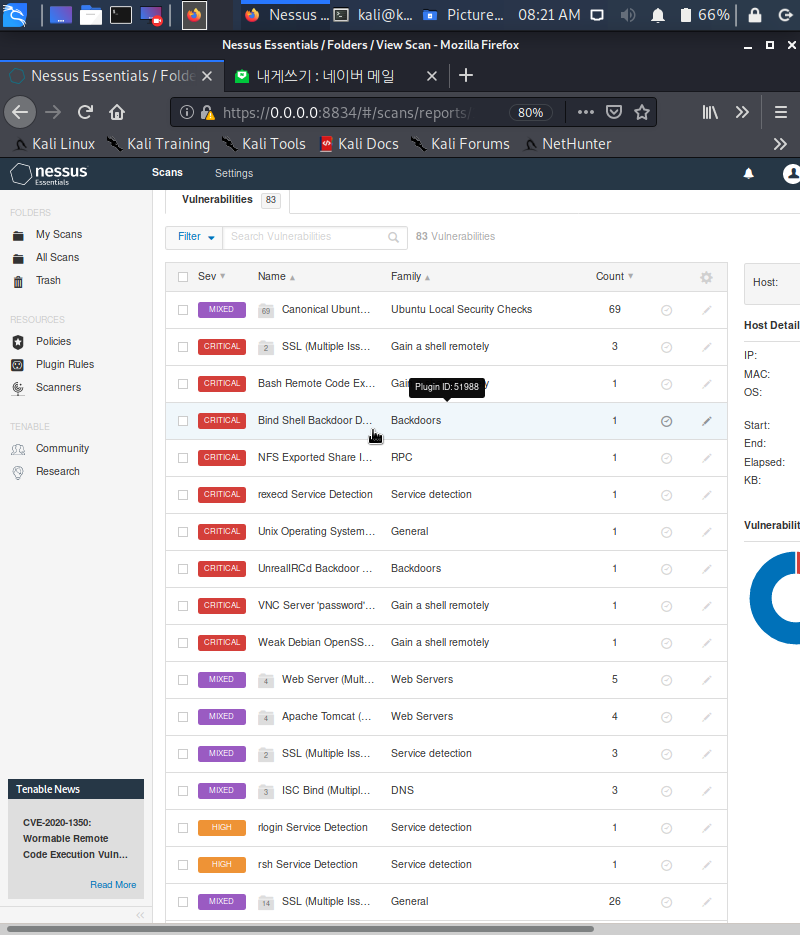 Nessus ...
kali@k...
Picture...
08:21 AM
66%
Nessus Essentials / Folders / View Scan - Mozilla Firefox
Nessus Essentials / Folde
내게쓰기 : 네이버 메일
https://0.0.0.0:8834/#/scans/reports/
80%
Kali Linux
Kali Training
Kali Tools
Kali Docs
Kali Forums
NetHunter
nessus
Essentials
Scans
Settings
FOLDERS
My Scans
All Scans
Trash
RESOURCES
Policies
Plugin Rules
Scanners
TENABLE
Community
Research
Tenable News
CVE-2020-1350:
Wormable Remote
Code Execution Vuln...
Read More
Vulnerabilities 83
Filter
Search Vulnerabilities
83 Vulnerabilities
Sev Name Family Count
MIXED 69 Canonical Ubunt... Ubuntu Local Security Checks 69
CRITICAL 2 SSL (Multiple Iss... Gain a shell remotely 3
CRITICAL Bash Remote Code Ex... 1
Plugin ID: 51988
CRITICAL Bind Shell Backdoor D... Backdoors 1
CRITICAL NFS Exported Share I... RPC 1
CRITICAL rexecd Service Detection Service detection 1
CRITICAL Unix Operating System... General 1
CRITICAL UnrealIRCd Backdoor ... Backdoors 1
CRITICAL VNC Server 'password'... Gain a shell remotely 1
CRITICAL Weak Debian OpenSS... Gain a shell remotely 1
MIXED 4 Web Server (Mult... Web Servers 5
MIXED 4 Apache Tomcat (... Web Servers 4
MIXED 2 SSL (Multiple Iss... Service detection 3
MIXED 3 ISC Bind (Multipl... DNS 3
HIGH rlogin Service Detection Service detection 1
HIGH rsh Service Detection Service detection 1
MIXED 14 SSL (Multiple Iss... General 26
Host:
Host Detail
IP:
MAC:
OS:
Start:
End:
Elapsed:
KB:
Vulnerabilit